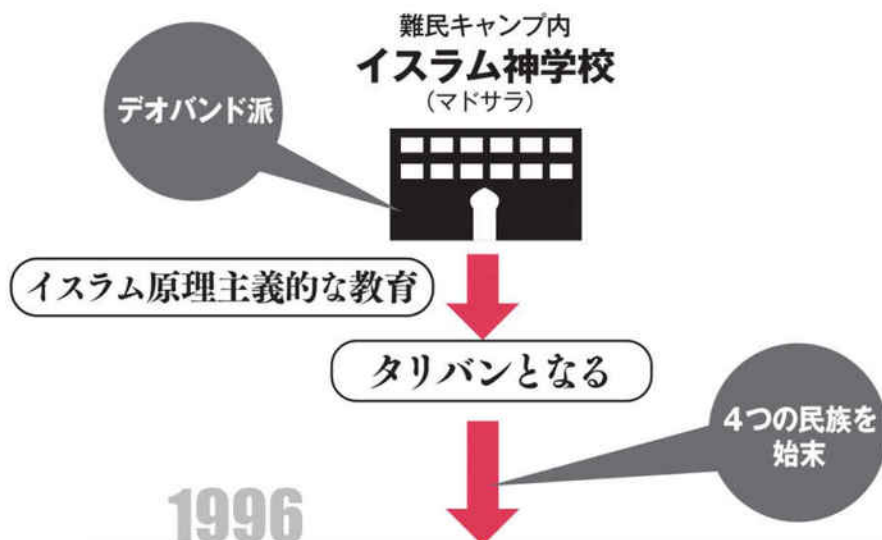 難民キャンプ内
イスラム神学校
(マドサラ)
デオバンド派
イスラム原理主義的な教育
タリバンとなる
4つの民族を
始末
1996